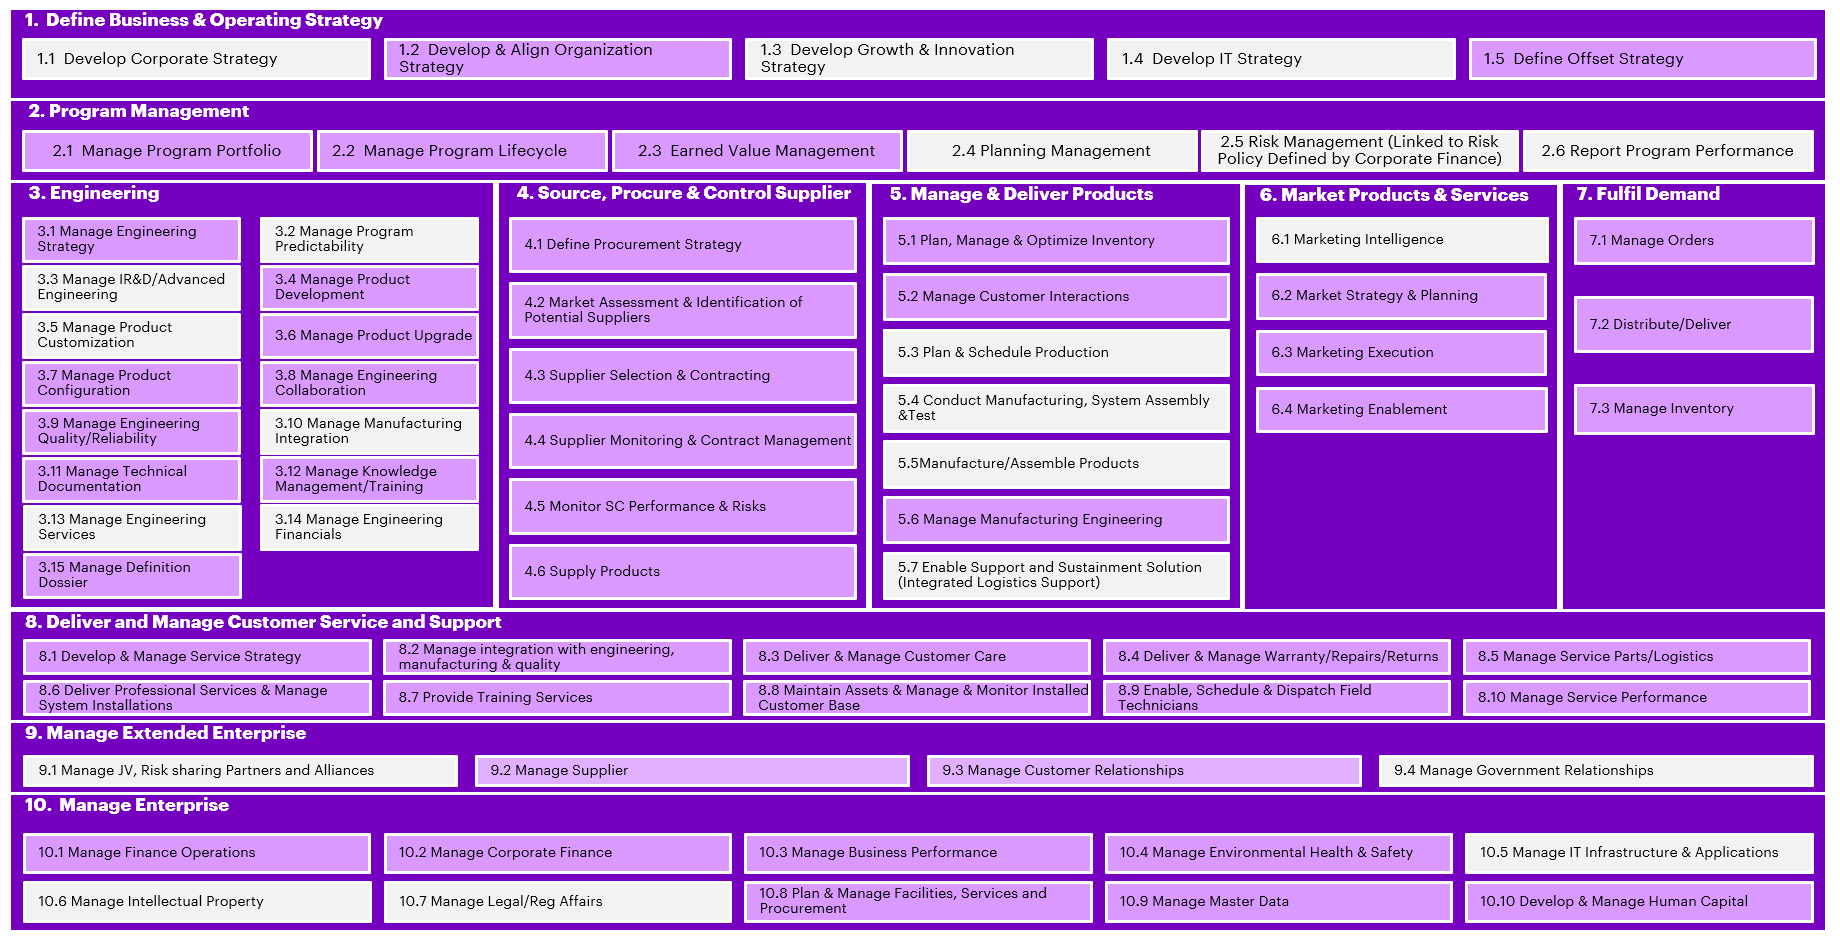 1. Define Business & Operating Strategy
1.1 Develop Corporate Strategy
1.2 Develop & Align Organization
Strategy
1.3 Develop Growth & Innovation
Strategy
1.4 Develop IT Strategy
1.5 Define Offset Strategy
2. Program Management
2.1 Manage Program Portfolio
2.2 Manage Program Lifecycle
2.3 Earned Value Management
2.4 Planning Management
2.5 Risk Management (Linked to Risk
Policy Defined by Corporate Finance)
2.6 Report Program Performance
3. Engineering
3.1 Manage Engineering
Strategy
3.2 Manage Program
Predictability
3.3 Manage IR&D/Advanced
Engineering
3.4 Manage Product
Development
3.5 Manage Product
Customization
3.6 Manage Product Upgrade
3.7 Manage Product
Configuration
3.8 Manage Engineering
Collaboration
3.9 Manage Engineering
Quality/Reliability
3.10 Manage Manufacturing
Integration
3.11 Manage Technical
Documentation
3.12 Manage Knowledge
Management/Training
3.13 Manage Engineering
Services
3.14 Manage Engineering
Financials
3.15 Manage Definition
Dossier
4. Source, Procure & Control Supplier
4.1 Define Procurement Strategy
4.2 Market Assessment & Identification of
Potential Suppliers
4.3 Supplier Selection & Contracting
4.4 Supplier Monitoring & Contract Management
4.5 Monitor SC Performance & Risks
4.6 Supply Products
5. Manage & Deliver Products
5.1 Plan, Manage & Optimize Inventory
5.2 Manage Customer Interactions
5.3 Plan & Schedule Production
5.4 Conduct Manufacturing, System Assembly
&Test
5.5Manufacture/Assemble Products
5.6 Manage Manufacturing Engineering
5.7 Enable Support and Sustainment Solution
(Integrated Logistics Support)
6. Market Products & Services
6.1 Marketing Intelligence
6.2 Market Strategy & Planning
6.3 Marketing Execution
6.4 Marketing Enablement
7. Fulfil Demand
7.1 Manage Orders
7.2 Distribute/Deliver
7.3 Manage Inventory
8. Deliver and Manage Customer Service and Support
8.1 Develop & Manage Service Strategy
8.2 Manage integration with engineering,
manufacturing & quality
8.3 Deliver & Manage Customer Care
8.4 Deliver & Manage Warranty/Repairs/Returns
8.5 Manage Service Parts/Logistics
8.6 Deliver Professional Services & Manage
System Installations
8.7 Provide Training Services
8.8 Maintain Assets & Manage & Monitor Installed
Customer Base
8.9 Enable, Schedule & Dispatch Field
Technicians
8.10 Manage Service Performance
9. Manage Extended Enterprise
9.1 Manage JV, Risk sharing Partners and Alliances
9.2 Manage Supplier
9.3 Manage Customer Relationships
9.4 Manage Government Relationships
10. Manage Enterprise
10.1 Manage Finance Operations
10.2 Manage Corporate Finance
10.3 Manage Business Performance
10.4 Manage Environmental Health & Safety
10.5 Manage IT Infrastructure & Applications
10.6 Manage Intellectual Property
10.7 Manage Legal/Reg Affairs
10.8 Plan & Manage Facilities, Services and
Procurement
10.9 Manage Master Data
10.10 Develop & Manage Human Capital